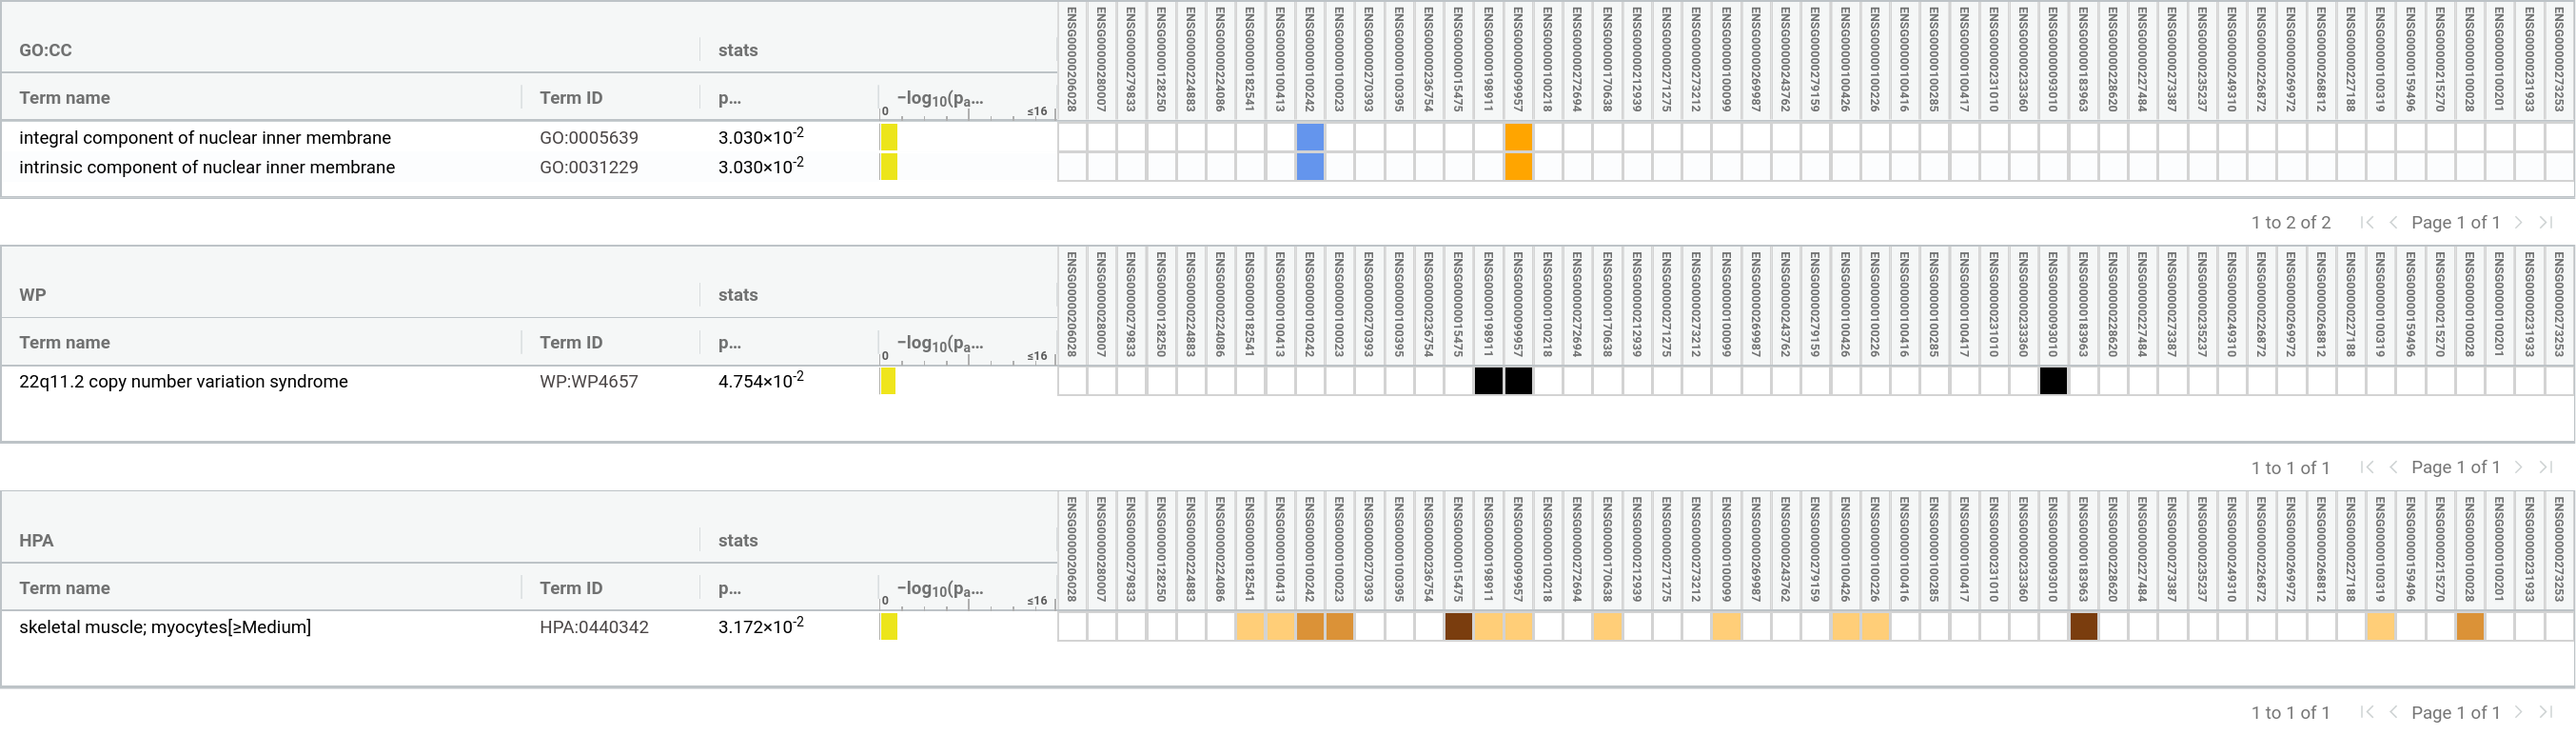 GO:CC stats ENSG00000206028 ENSG00000280007 ENSG00000279833 ENSG00000128250 ENSG00000224883 ENSG00000224086 ENSG00000182541 ENSG00000100413 ENSG00000100242 ENSG00000100023 ENSG00000270393 ENSG00000100395 ENSG00000236754 ENSG00000015475 ENSG00000198911 ENSG00000099957 ENSG00000100218 ENSG00000272694 ENSG00000170638 ENSG00000212939 ENSG00000271275 ENSG00000273212 ENSG00000100099 ENSG00000269987 ENSG00000243762 ENSG00000279159 ENSG00000100426 ENSG00000100226 ENSG00000100416 ENSG00000100285 ENSG00000100417 ENSG00000231010 ENSG00000233360 ENSG00000093010 ENSG00000183963 ENSG00000228620 ENSG00000227484 ENSG00000273387 ENSG00000235237 ENSG00000249310 ENSG00000226872 ENSG00000269972 ENSG00000268812 ENSG00000227188 ENSG00000100319 ENSG00000159496 ENSG00000215270 ENSG00000100028 ENSG00000100201 ENSG00000231933 ENSG00000273253
Term name Term ID p... −log10(pa...
0 ≤16
integral component of nuclear inner membrane GO:0005639 3.030×10-2
intrinsic component of nuclear inner membrane GO:0031229 3.030×10-2
1 to 2 of 2 Page 1 of 1
WP stats ENSG00000206028 ENSG00000280007 ENSG00000279833 ENSG00000128250 ENSG00000224883 ENSG00000224086 ENSG00000182541 ENSG00000100413 ENSG00000100242 ENSG00000100023 ENSG00000270393 ENSG00000100395 ENSG00000236754 ENSG00000015475 ENSG00000198911 ENSG00000099957 ENSG00000100218 ENSG00000272694 ENSG00000170638 ENSG00000212939 ENSG00000271275 ENSG00000273212 ENSG00000100099 ENSG00000269987 ENSG00000243762 ENSG00000279159 ENSG00000100426 ENSG00000100226 ENSG00000100416 ENSG00000100285 ENSG00000100417 ENSG00000231010 ENSG00000233360 ENSG00000093010 ENSG00000183963 ENSG00000228620 ENSG00000227484 ENSG00000273387 ENSG00000235237 ENSG00000249310 ENSG00000226872 ENSG00000269972 ENSG00000268812 ENSG00000227188 ENSG00000100319 ENSG00000159496 ENSG00000215270 ENSG00000100028 ENSG00000100201 ENSG00000231933 ENSG00000273253
Term name Term ID p... −log10(pa...
0 ≤16
22q11.2 copy number variation syndrome WP:WP4657 4.754×10-2
1 to 1 of 1 Page 1 of 1
HPA stats ENSG00000206028 ENSG00000280007 ENSG00000279833 ENSG00000128250 ENSG00000224883 ENSG00000224086 ENSG00000182541 ENSG00000100413 ENSG00000100242 ENSG00000100023 ENSG00000270393 ENSG00000100395 ENSG00000236754 ENSG00000015475 ENSG00000198911 ENSG00000099957 ENSG00000100218 ENSG00000272694 ENSG00000170638 ENSG00000212939 ENSG00000271275 ENSG00000273212 ENSG00000100099 ENSG00000269987 ENSG00000243762 ENSG00000279159 ENSG00000100426 ENSG00000100226 ENSG00000100416 ENSG00000100285 ENSG00000100417 ENSG00000231010 ENSG00000233360 ENSG00000093010 ENSG00000183963 ENSG00000228620 ENSG00000227484 ENSG00000273387 ENSG00000235237 ENSG00000249310 ENSG00000226872 ENSG00000269972 ENSG00000268812 ENSG00000227188 ENSG00000100319 ENSG00000159496 ENSG00000215270 ENSG00000100028 ENSG00000100201 ENSG00000231933 ENSG00000273253
Term name Term ID p... −log10(pa...
0 ≤16
skeletal muscle; myocytes[≥Medium] HPA:0440342 3.172×10-2
1 to 1 of 1 Page 1 of 1